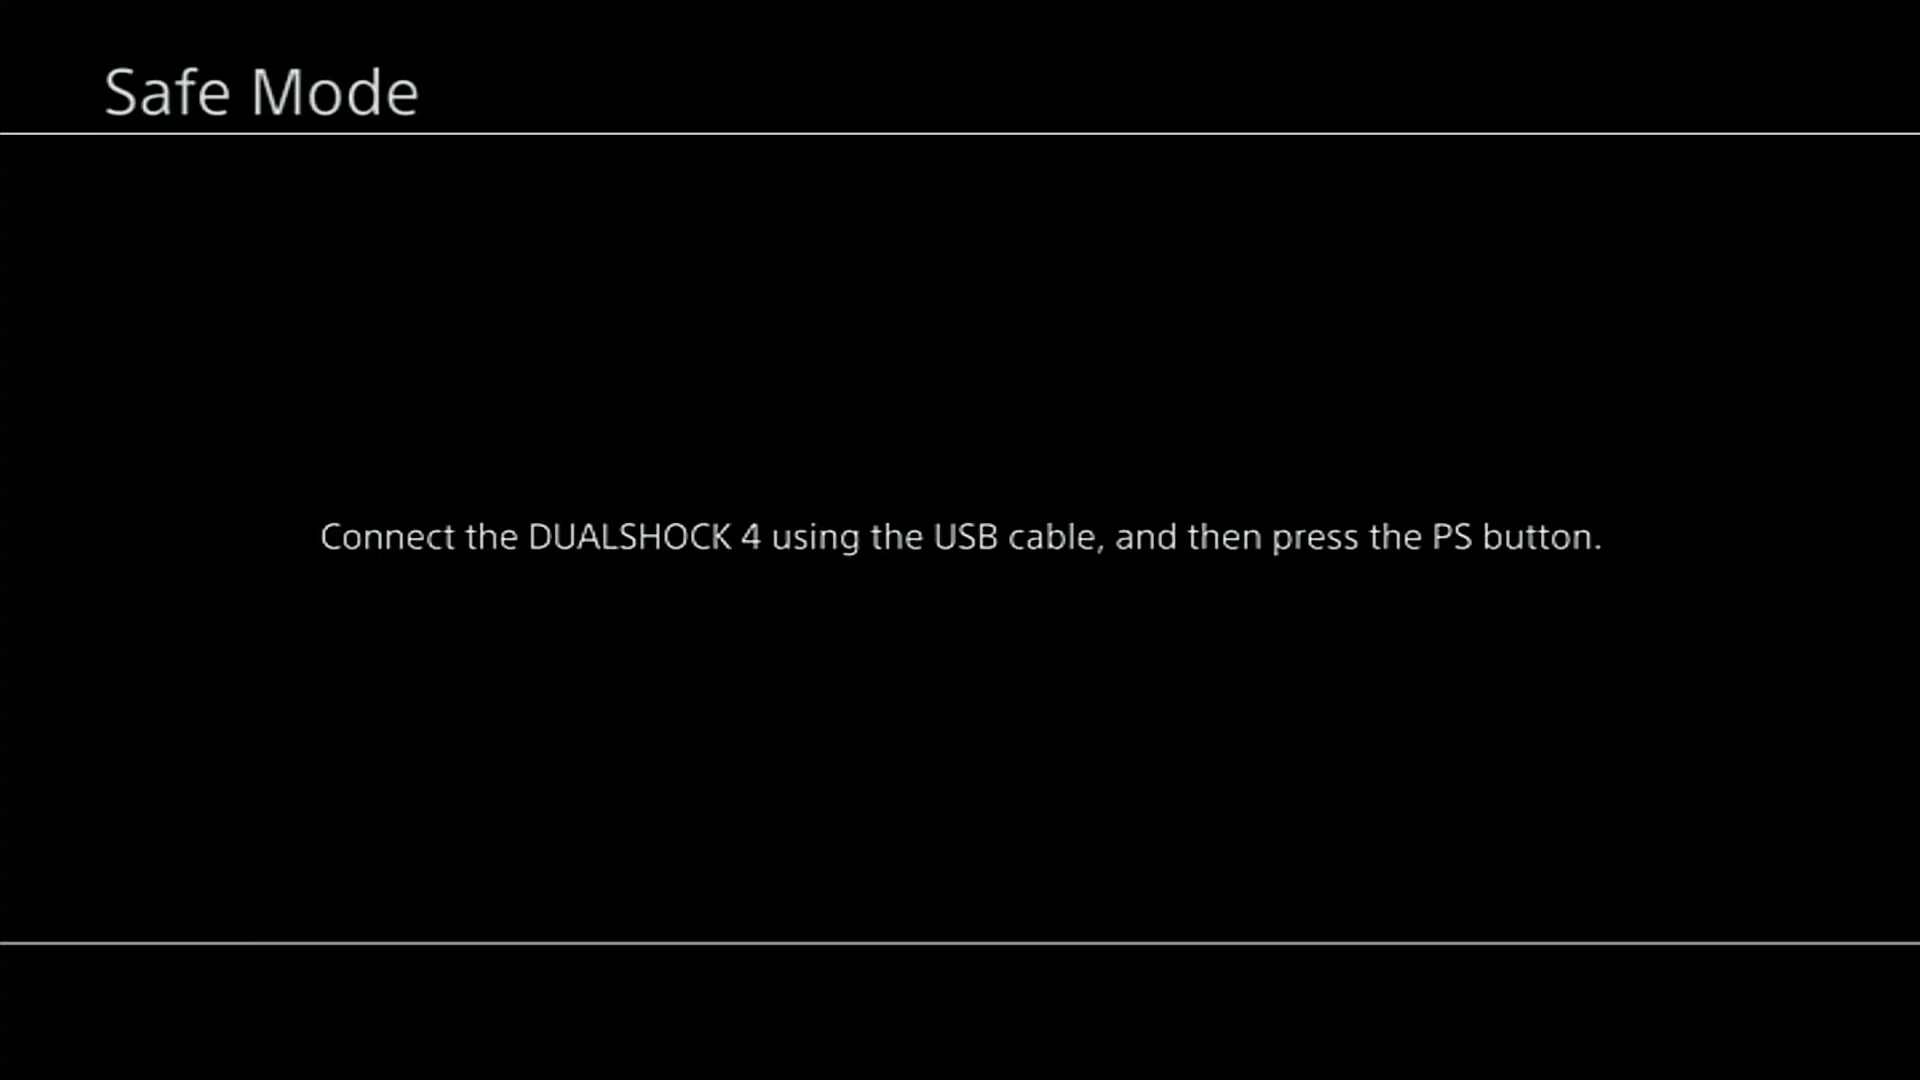 Safe Mode
Connect the DUALSHOCK 4 using the USB cable, and then press the PS button.